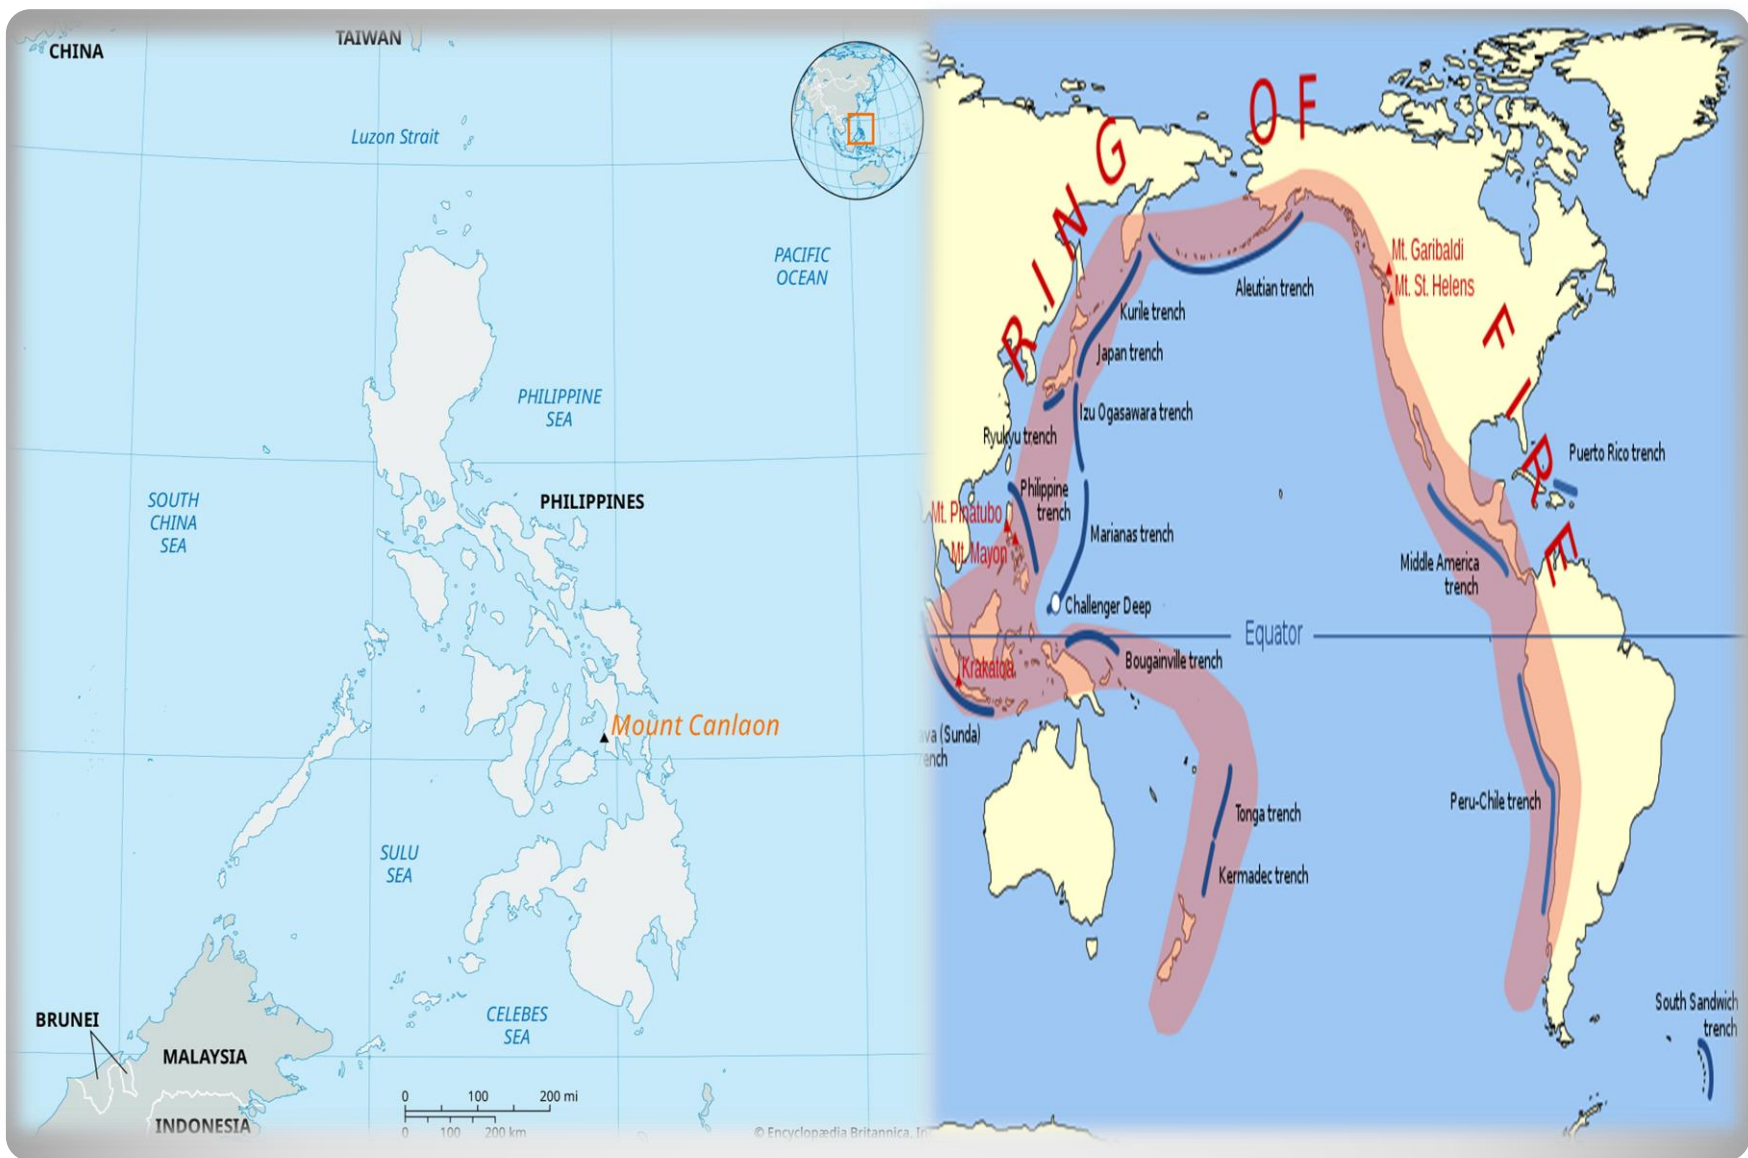 CHINA
TAIWAN
Luzon Strait
PACIFIC
OCEAN
PHILIPPINE
SEA
SOUTH
CHINA
SEA
PHILIPPINES
Mount Canlaon
SULU
SEA
CELEBES
SEA
BRUNEI
MALAYSIA
INDONESIA
0 100 200 mi
0 100 200 km
© Encyclopædia Britannica, In
RING OF FIRE
Mt. Garibaldi
Mt. St. Helens
Aleutian trench
Kurile trench
Japan trench
Izu Ogasawara trench
Ryukyu trench
Puerto Rico trench
Philippine
trench
Mt. Pinatubo
Marianas trench
Mt. Mayon
Middle America
trench
Challenger Deep
Equator
Bougainville trench
Krakatoa
ava (Sunda)
rench
Peru-Chile trench
Tonga trench
Kermadec trench
South Sandwich
trench